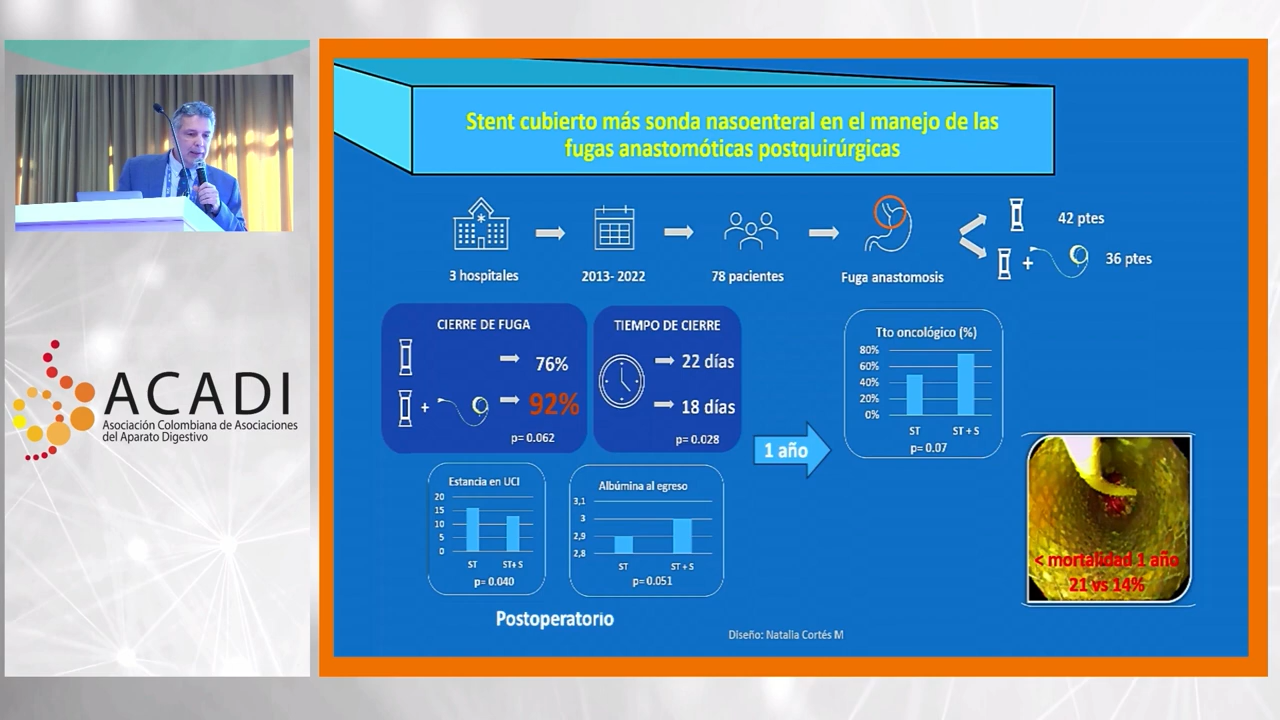 Stent cubierto más sonda nasoenteral en el manejo de las
fugas anastomóticas postquirúrgicas
3 hospitales
2013- 2022
78 pacientes
Fuga anastomosis
42 ptes
+
36 ptes
CIERRE DE FUGA
76%
+
92%
p= 0.062
TIEMPO DE CIERRE
22 días
18 días
p= 0.028
1 año
Tto oncológico (%)
80%
60%
40%
20%
0%
ST
ST + S
p= 0.07
Estancia en UCI
20
15
10
5
0
ST
ST+ S
p= 0.040
Albúmina al egreso
3,1
3
2,9
2,8
ST
ST + S
p= 0.051
Postoperatorio
< mortalidad 1 año
21 vs 14%
Diseño: Natalia Cortés M
ACADI
Asociación Colombiana de Asociaciones
del Aparato Digestivo